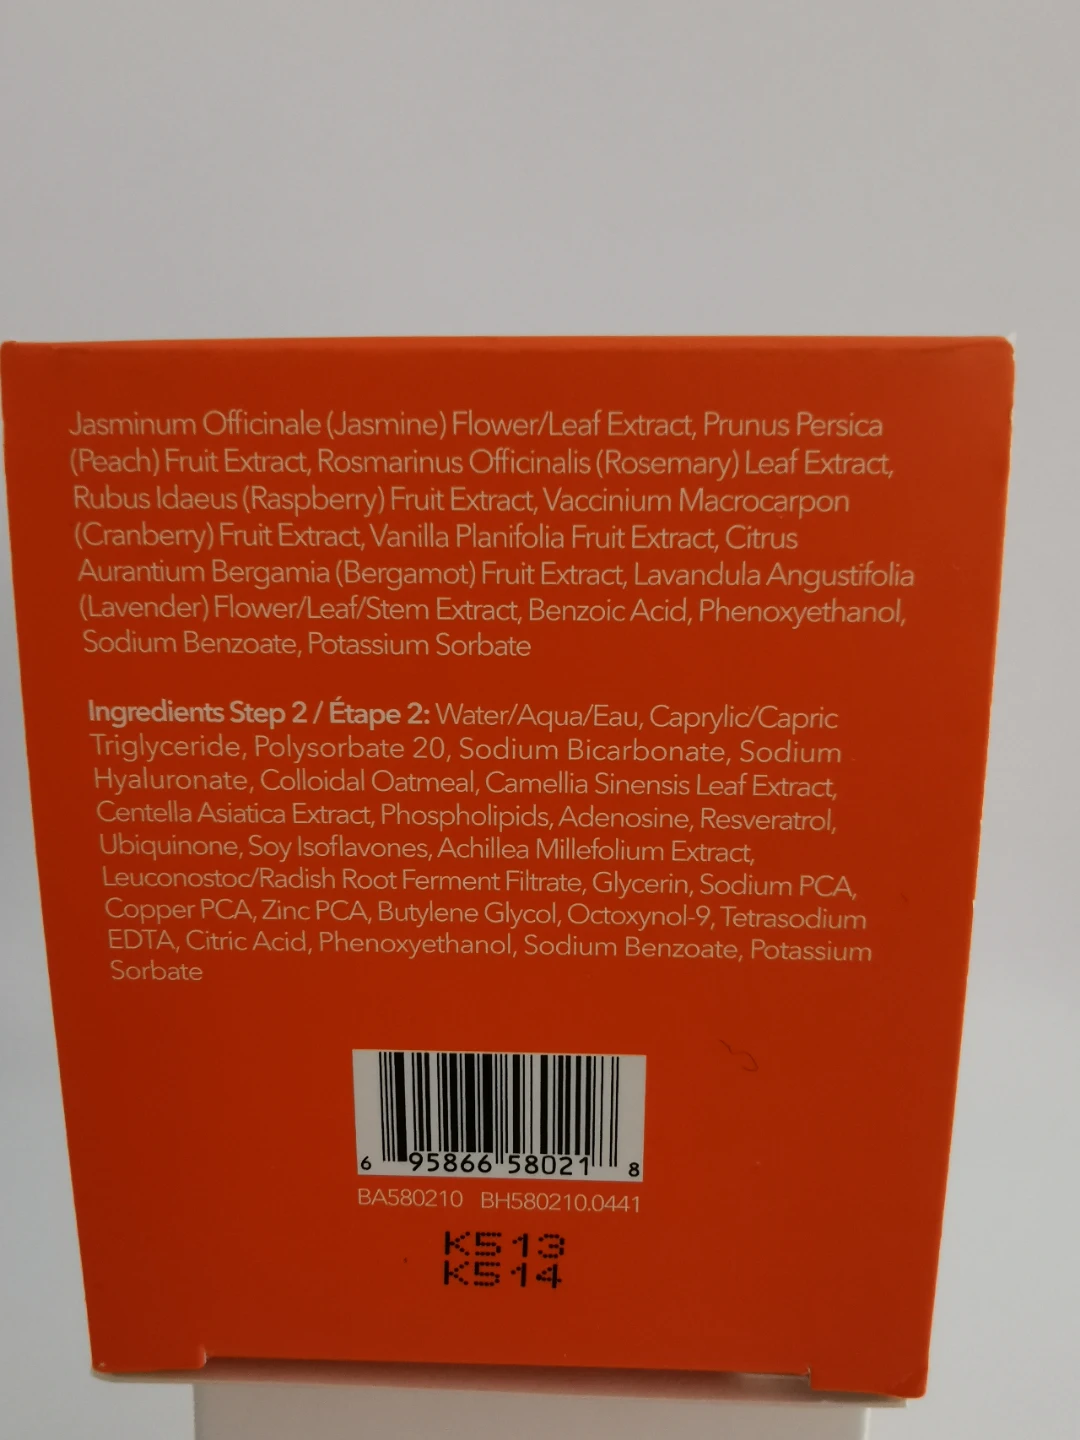 Jasminum Officinale (Jasmine) Flower/Leaf Extract, Prunus Persica
(Peach) Fruit Extract, Rosmarinus Officinalis (Rosemary) Leaf Extract,
Rubus Idaeus (Raspberry) Fruit Extract, Vaccinium Macrocarpon
(Cranberry) Fruit Extract, Vanilla Planifolia Fruit Extract, Citrus
Aurantium Bergamia (Bergamot) Fruit Extract, Lavandula Angustifolia
(Lavender) Flower/Leaf/Stem Extract, Benzoic Acid, Phenoxyethanol,
Sodium Benzoate, Potassium Sorbate
Ingredients Step 2 / Étape 2: Water/Aqua/Eau, Caprylic/Capric
Triglyceride, Polysorbate 20, Sodium Bicarbonate, Sodium
Hyaluronate, Colloidal Oatmeal, Camellia Sinensis Leaf Extract,
Centella Asiatica Extract, Phospholipids, Adenosine, Resveratrol,
Ubiquinone, Soy Isoflavones, Achillea Millefolium Extract,
Leuconostoc/Radish Root Ferment Filtrate, Glycerin, Sodium PCA,
Copper PCA, Zinc PCA, Butylene Glycol, Octoxynol-9, Tetrasodium
EDTA, Citric Acid, Phenoxyethanol, Sodium Benzoate, Potassium
Sorbate
6 95866 58021 8
BA580210 BH580210.0441
K513
K514